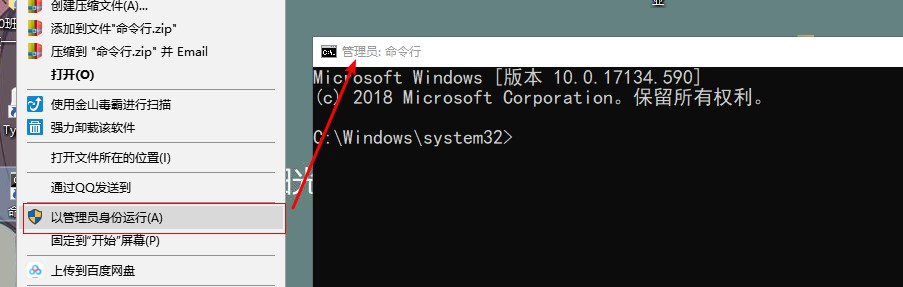 创建压缩文件(A)...
添加到文件"命令行.zip"
压缩到 "命令行.zip" 并 Email
打开(O)
使用金山毒霸进行扫描
强力卸载该软件
打开文件所在的位置(I)
通过QQ发送到
以管理员身份运行(A)
固定到"开始"屏幕(P)
上传到百度网盘
管理员: 命令行
Microsoft Windows [版本 10.0.17134.590]
(c) 2018 Microsoft Corporation。保留所有权利。
C:\Windows\system32>